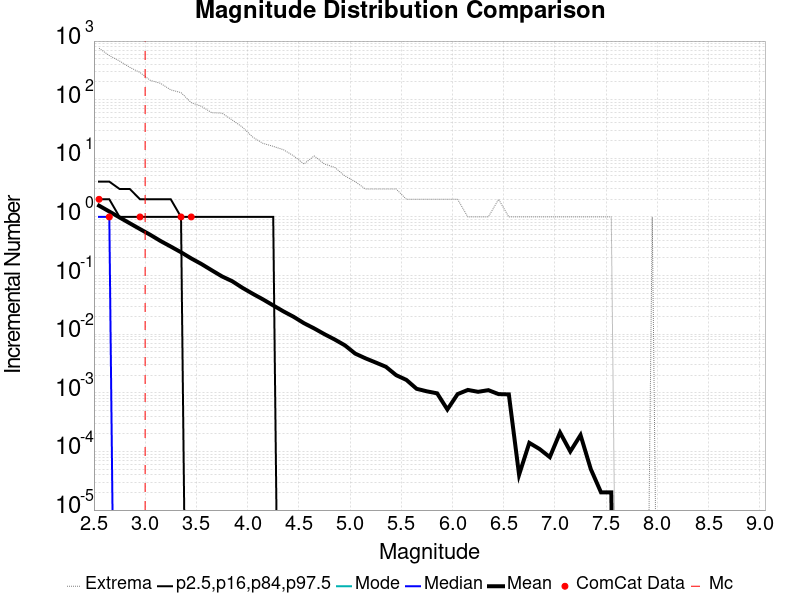 Magnitude Distribution Comparison
10^3
10^2
10^1
10^0
10^-1
10^-2
10^-3
10^-4
10^-5
Incremental Number
2.5 3.0 3.5 4.0 4.5 5.0 5.5 6.0 6.5 7.0 7.5 8.0 8.5 9.0
Magnitude
Extrema p2.5,p16,p84,p97.5 Mode Median Mean ComCat Data Mc